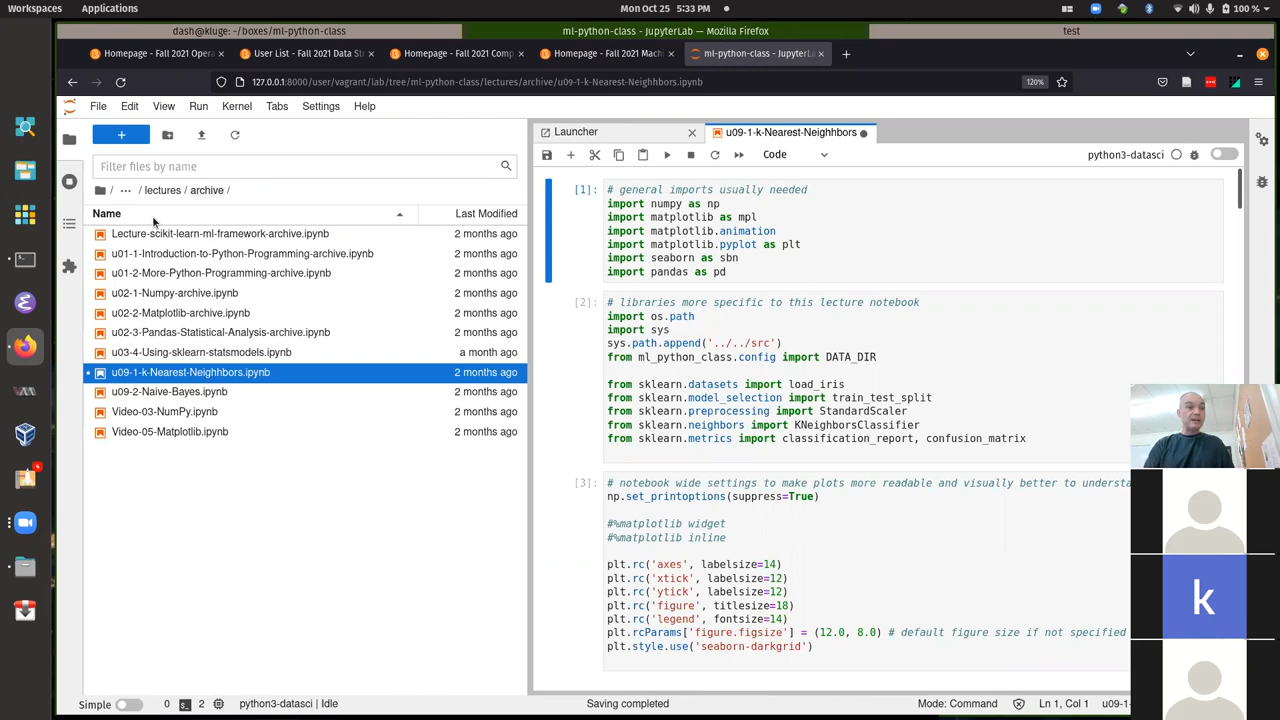 Workspaces
Applications
Mon Oct 25 5:33 PM
100 %
dash@kluge: ~/boxes/ml-python-class
ml-python-class - JupyterLab — Mozilla Firefox
test
Homepage - Fall 2021 Opera
User List - Fall 2021 Data Str
Homepage - Fall 2021 Comp
Homepage - Fall 2021 Machi
ml-python-class - JupyterLab
127.0.0.1:8000/user/vagrant/lab/tree/ml-python-class/lectures/archive/u09-1-k-Nearest-Neighhbors.ipynb
120%
File Edit View Run Kernel Tabs Settings Help
Filter files by name
/ ··· / lectures / archive /
Name Last Modified
Lecture-scikit-learn-ml-framework-archive.ipynb 2 months ago
u01-1-Introduction-to-Python-Programming-archive.ipynb 2 months ago
u01-2-More-Python-Programming-archive.ipynb 2 months ago
u02-1-Numpy-archive.ipynb 2 months ago
u02-2-Matplotlib-archive.ipynb 2 months ago
u02-3-Pandas-Statistical-Analysis-archive.ipynb 2 months ago
u03-4-Using-sklearn-statsmodels.ipynb a month ago
u09-1-k-Nearest-Neighhbors.ipynb 2 months ago
u09-2-Naive-Bayes.ipynb 2 months ago
Video-03-NumPy.ipynb 2 months ago
Video-05-Matplotlib.ipynb 2 months ago
Launcher
u09-1-k-Nearest-Neighhbors
Code
python3-datasci
[1]:
# general imports usually needed
import numpy as np
import matplotlib as mpl
import matplotlib.animation
import matplotlib.pyplot as plt
import seaborn as sbn
import pandas as pd
[2]:
# libraries more specific to this lecture notebook
import os.path
import sys
sys.path.append('../../src')
from ml_python_class.config import DATA_DIR
from sklearn.datasets import load_iris
from sklearn.model_selection import train_test_split
from sklearn.preprocessing import StandardScaler
from sklearn.neighbors import KNeighborsClassifier
from sklearn.metrics import classification_report, confusion_matrix
[3]:
# notebook wide settings to make plots more readable and visually better to understa
np.set_printoptions(suppress=True)
#%matplotlib widget
#%matplotlib inline
plt.rc('axes', labelsize=14)
plt.rc('xtick', labelsize=12)
plt.rc('ytick', labelsize=12)
plt.rc('figure', titlesize=18)
plt.rc('legend', fontsize=14)
plt.rcParams['figure.figsize'] = (12.0, 8.0) # default figure size if not specified
plt.style.use('seaborn-darkgrid')
k
Simple 0 2 python3-datasci | Idle Saving completed Mode: Command Ln 1, Col 1 u09-1-